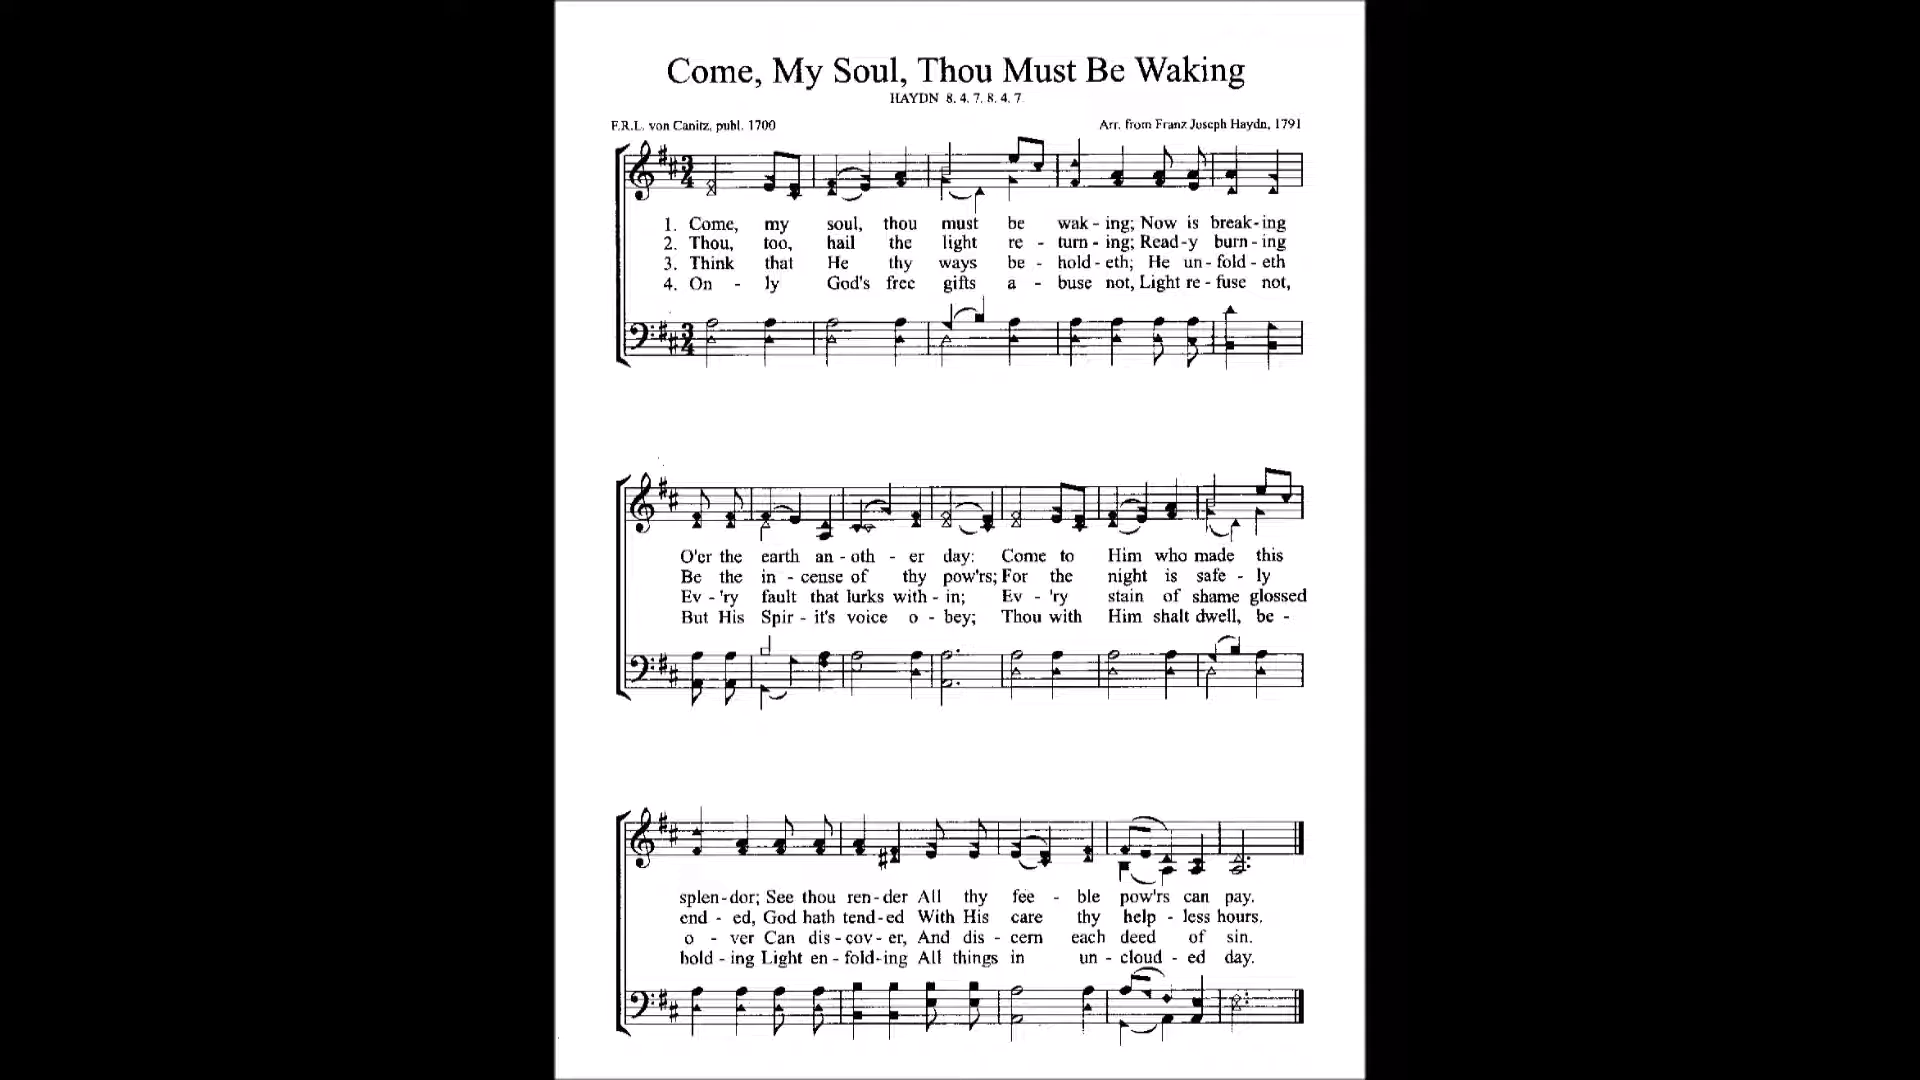 Come, My Soul, Thou Must Be Waking
HAYDN 8. 4. 7. 8. 4. 7.
F.R.L. von Canitz, publ. 1700
Arr. from Franz Joseph Haydn, 1791
3
4
1. Come, my soul, thou must be wak - ing; Now is break - ing
2. Thou, too, hail the light re - turn - ing; Read - y burn - ing
3. Think that He thy ways be - hold - eth; He un - fold - eth
4. On - ly God's free gifts a - buse not, Light re - fuse not,
3
4
O'er the earth an - oth - er day: Come to Him who made this
Be the in - cense of thy pow'rs; For the night is safe - ly
Ev - 'ry fault that lurks with - in; Ev - 'ry stain of shame glossed
But His Spir - it's voice o - bey; Thou with Him shalt dwell, be -
splen - dor; See thou ren - der All thy fee - ble pow'rs can pay.
end - ed, God hath tend - ed With His care thy help - less hours.
o - ver Can dis - cov - er, And dis - cern each deed of sin.
hold - ing Light en - fold - ing All things in un - cloud - ed day.